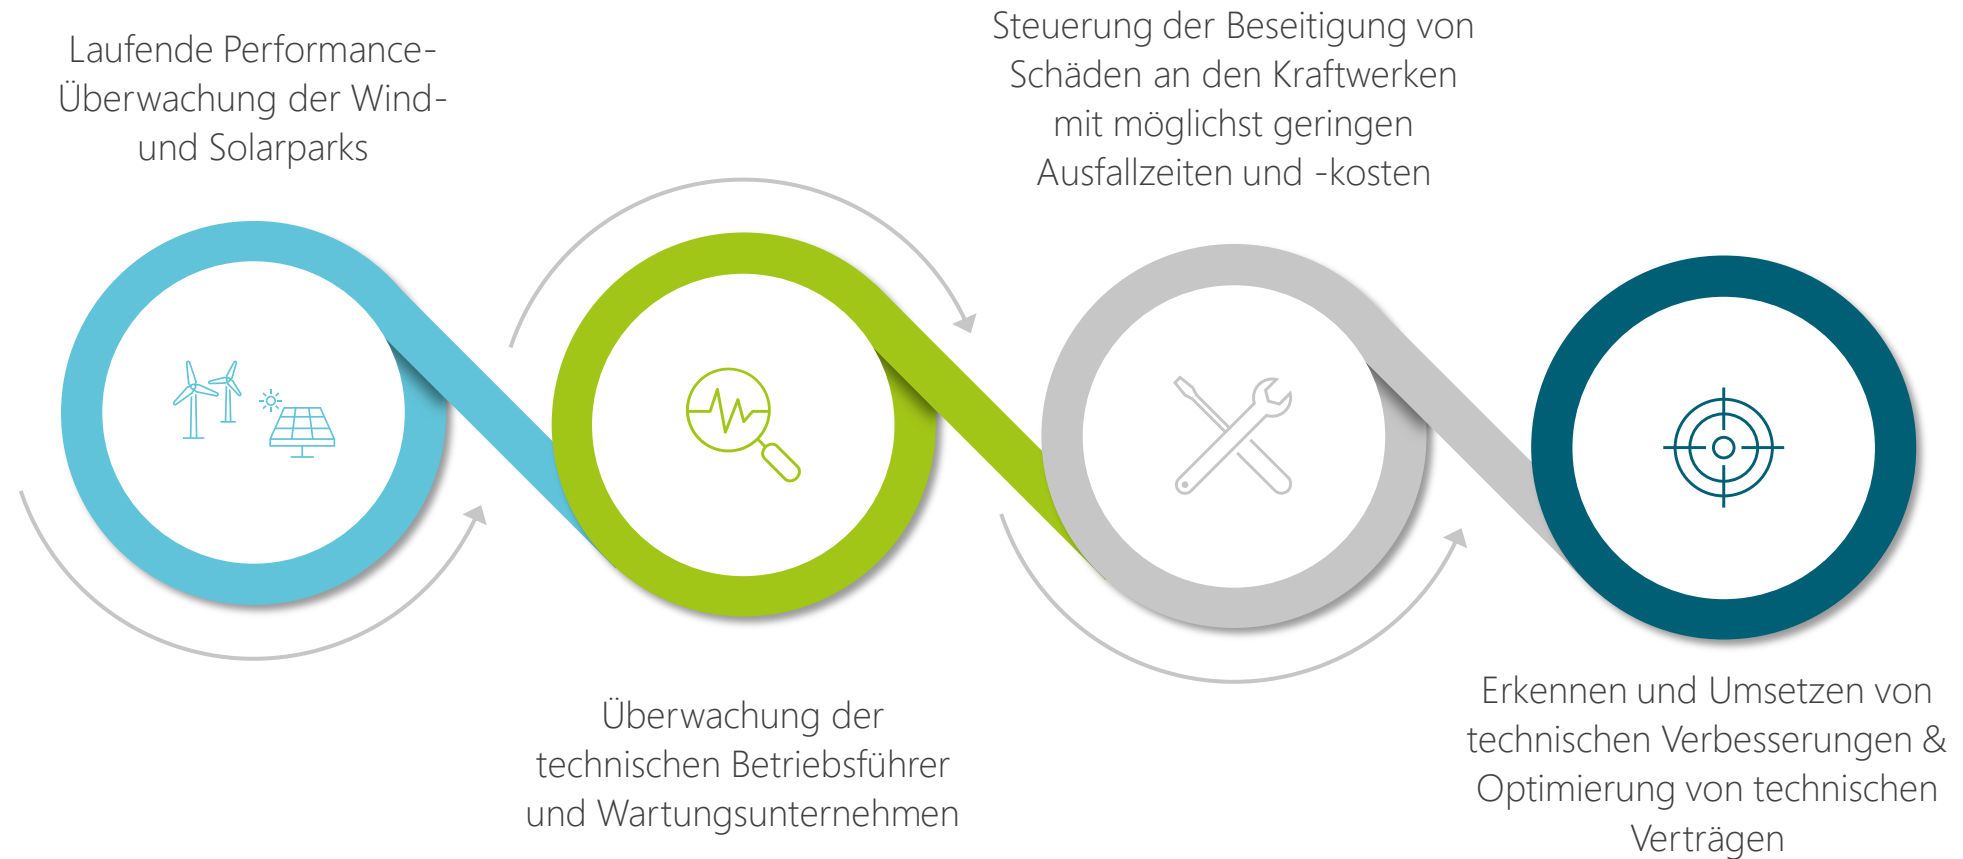 Laufende Performance-
Überwachung der Wind-
und Solarparks
Überwachung der
technischen Betriebsführer
und Wartungsunternehmen
Steuerung der Beseitigung von
Schäden an den Kraftwerken
mit möglichst geringen
Ausfallzeiten und -kosten
Erkennen und Umsetzen von
technischen Verbesserungen &
Optimierung von technischen
Verträgen